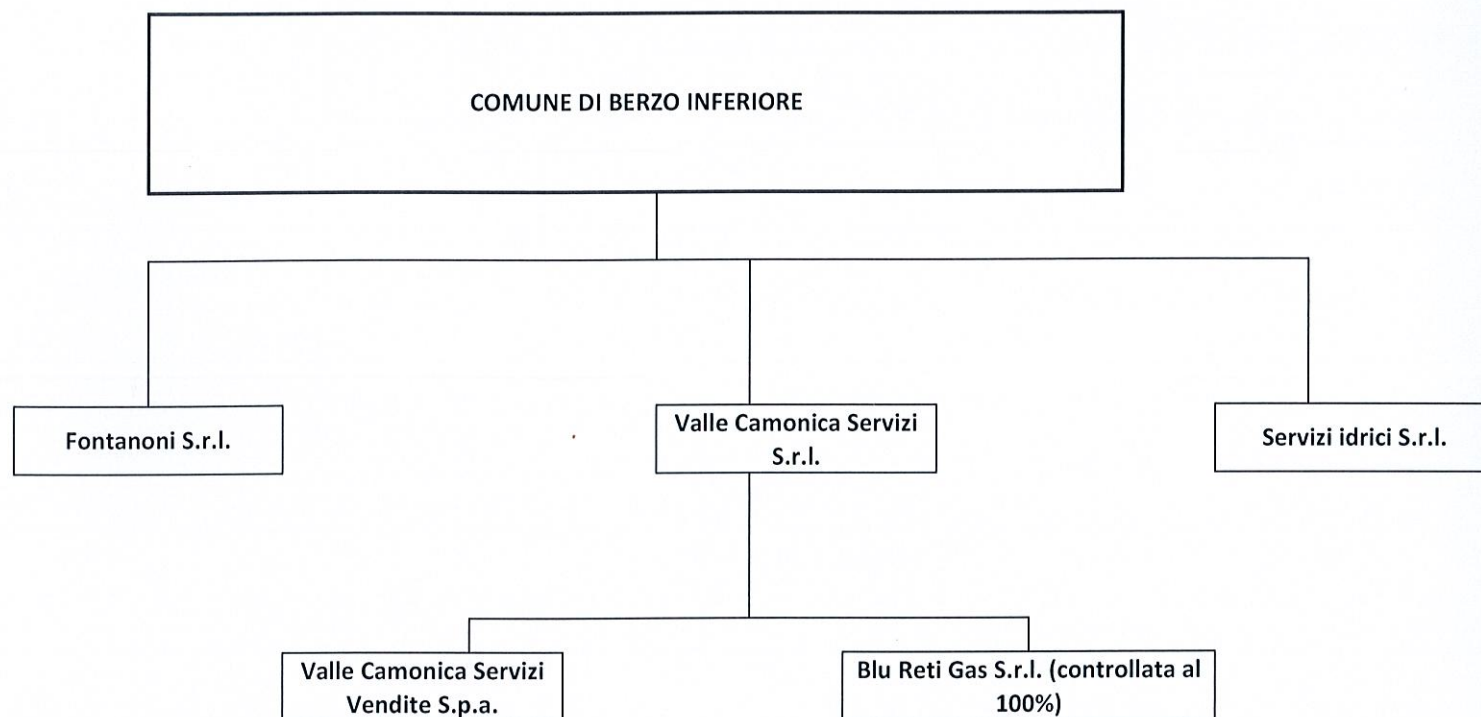 COMUNE DI BERZO INFERIORE
Fontanoni S.r.l.
Valle Camonica Servizi
S.r.l.
Servizi idrici S.r.l.
Valle Camonica Servizi
Vendite S.p.a.
Blu Reti Gas S.r.l. (controllata al
100%)